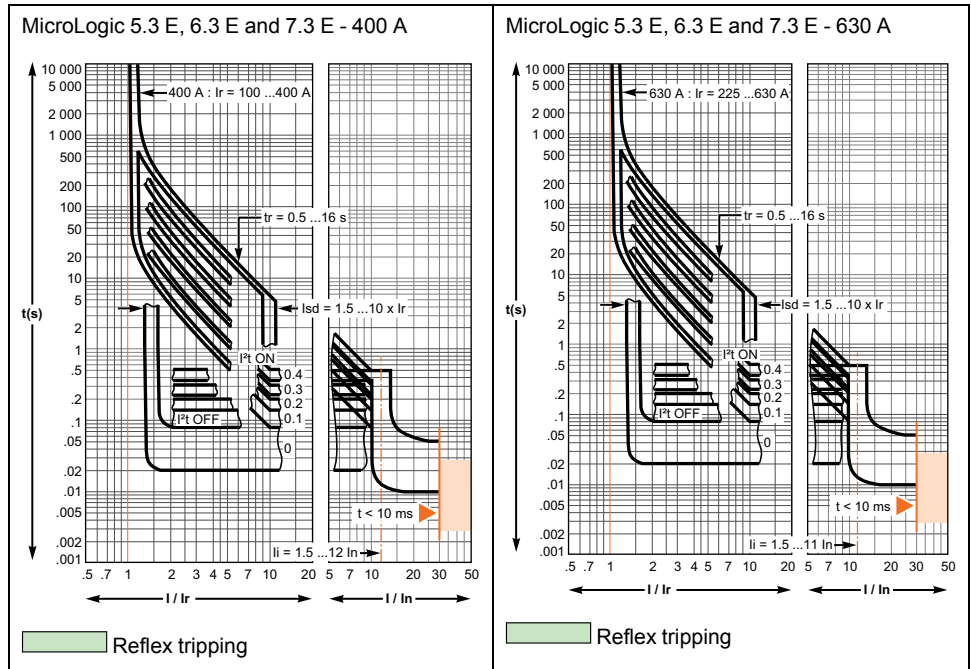 MicroLogic 5.3 E, 6.3 E and 7.3 E - 400 A
10 000
5 000
2 000
1 000
500
200
100
50
20
10
5
2
1
.5
.2
.1
.05
.02
.01
.005
.002
.001
t(s)
400 A : Ir = 100 ...400 A
tr = 0.5 ...16 s
Isd = 1.5 ...10 x Ir
I²t ON
0.4
0.3
0.2
0.1
0
I²t OFF
t < 10 ms
Ii = 1.5 ...12 In
.5 .7 1 2 3 4 5 7 10 20
5 7 10 20 30 50
I / Ir
I / In
Reflex tripping
MicroLogic 5.3 E, 6.3 E and 7.3 E - 630 A
10 000
5 000
2 000
1 000
500
200
100
50
20
10
5
2
1
.5
.2
.1
.05
.02
.01
.005
.002
.001
t(s)
630 A : Ir = 225 ...630 A
tr = 0.5 ...16 s
Isd = 1.5 ...10 x Ir
I²t ON
0.4
0.3
0.2
0.1
0
I²t OFF
t < 10 ms
Ii = 1.5 ...11 In
.5 .7 1 2 3 4 5 7 10 20
5 7 10 20 30 50
I / Ir
I / In
Reflex tripping